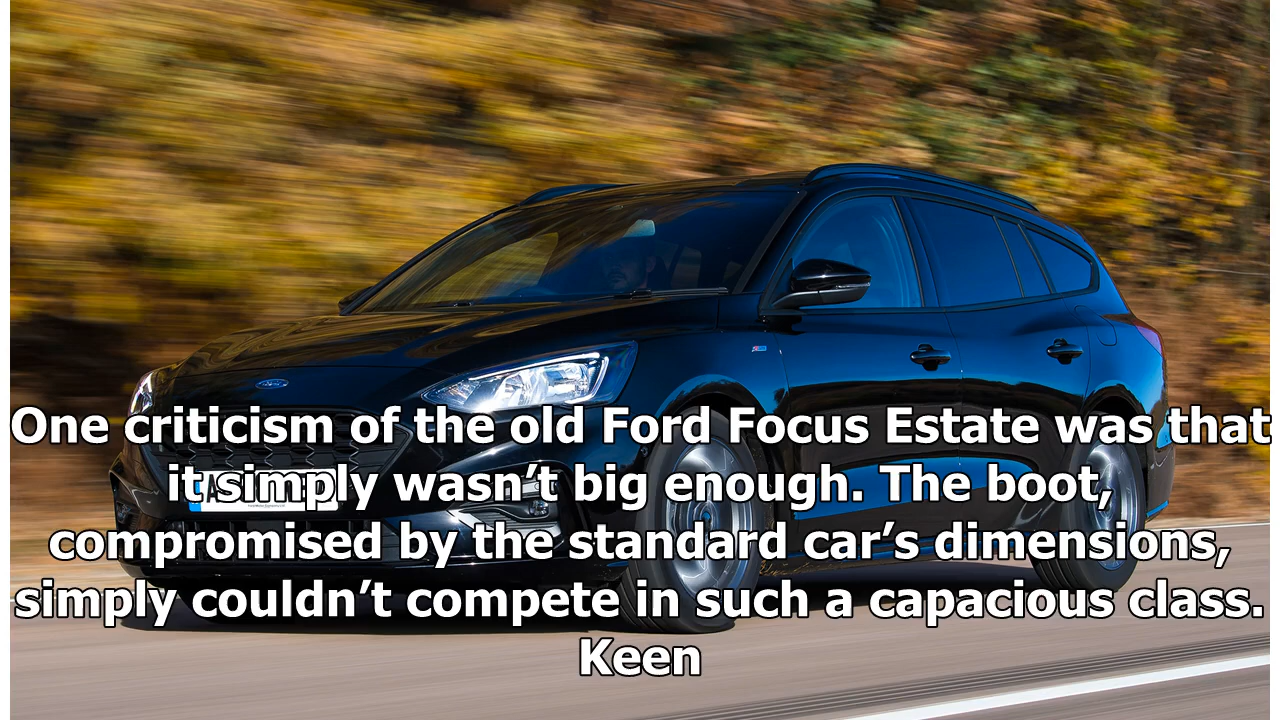 Ford
One criticism of the old Ford Focus Estate was that
it simply wasn’t big enough. The boot,
compromised by the standard car’s dimensions,
simply couldn’t compete in such a capacious class.
Keen